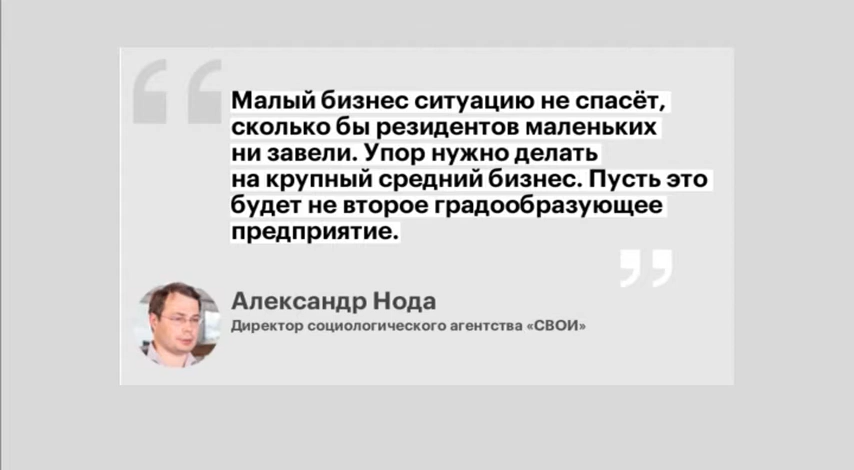 Малый бизнес ситуацию не спасёт,
сколько бы резидентов маленьких
ни завели. Упор нужно делать
на крупный средний бизнес. Пусть это
будет не второе градообразующее
предприятие.
Александр Нода
Директор социологического агентства «СВОИ»